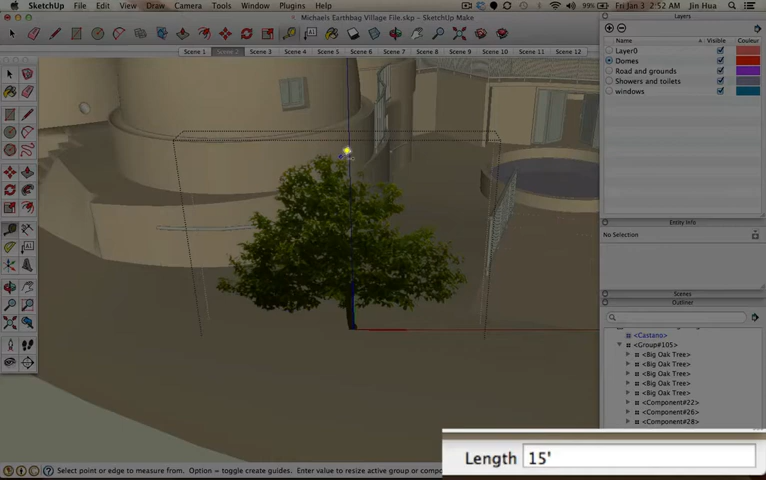 SketchUp File Edit View Camera Draw Tools Window Plugins Help 99% Fri Jan 3 2:52 AM Jin Hua
Michaels Earthbag Village File.skp - SketchUp Make
Scene 1 Scene 2 Scene 3 Scene 4 Scene 5 Scene 6 Scene 7 Scene 8 Scene 9 Scene 10 Scene 11 Scene 12
Layers
Name Visible Colour
Layer0
Domes
Road and grounds
Showers and toilets
windows
Entity Info
No Selection
Scenes
Outliner
<Castano>
<Group#105>
<Big Oak Tree>
<Big Oak Tree>
<Big Oak Tree>
<Big Oak Tree>
<Big Oak Tree>
<Component#22>
<Component#26>
<Component#28>
Length 15'
Select point or edge to measure from. Option = toggle create guides. Enter value to resize active group or